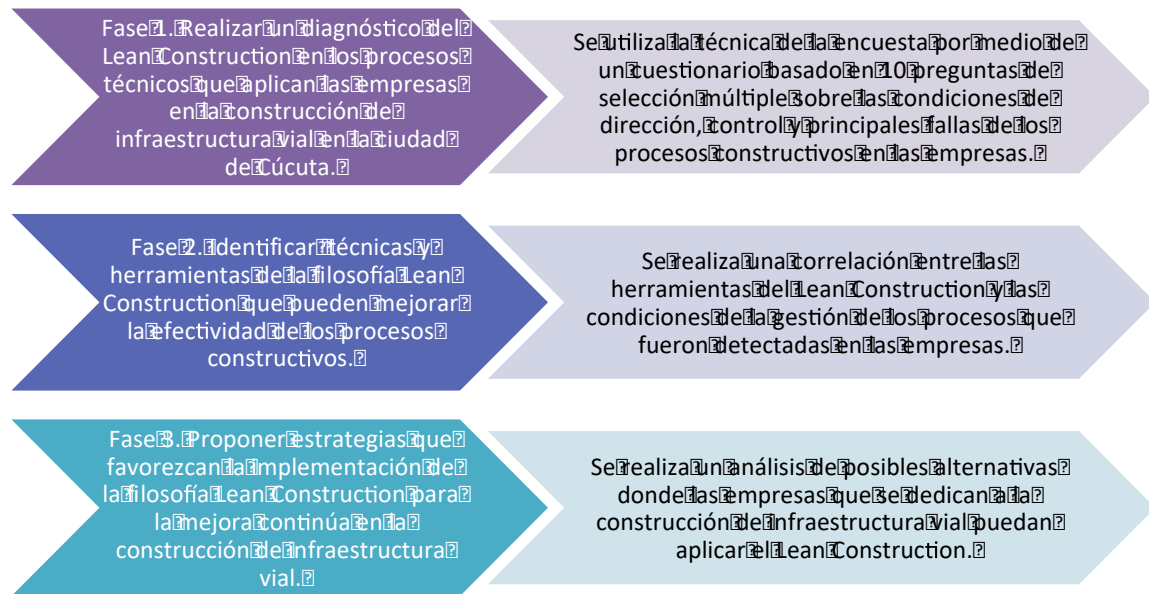 Fase 1. Realizar un diagnóstico del
Lean Construction en los procesos
técnicos que aplican las empresas
en la construcción de
infraestructura vial en la ciudad
de Cúcuta.
Se utiliza la técnica de la encuesta por medio de
un cuestionario basado en 10 preguntas de
selección múltiple sobre las condiciones de
dirección, control y principales fallas de los
procesos constructivos en las empresas.
Fase 2. Identificar técnicas y
herramientas de la filosofía Lean
Construction que pueden mejorar
la efectividad de los procesos
constructivos.
Se realiza una correlación entre las
herramientas del Lean Construction y las
condiciones de la gestión de los procesos que
fueron detectadas en las empresas.
Fase 3. Proponer estrategias que
favorezcan la implementación de
la filosofía Lean Construction para
la mejora continúa en la
construcción de infraestructura
vial.
Se realiza un análisis de posibles alternativas
donde las empresas que se dedican a la
construcción de infraestructura vial puedan
aplicar el Lean Construction.